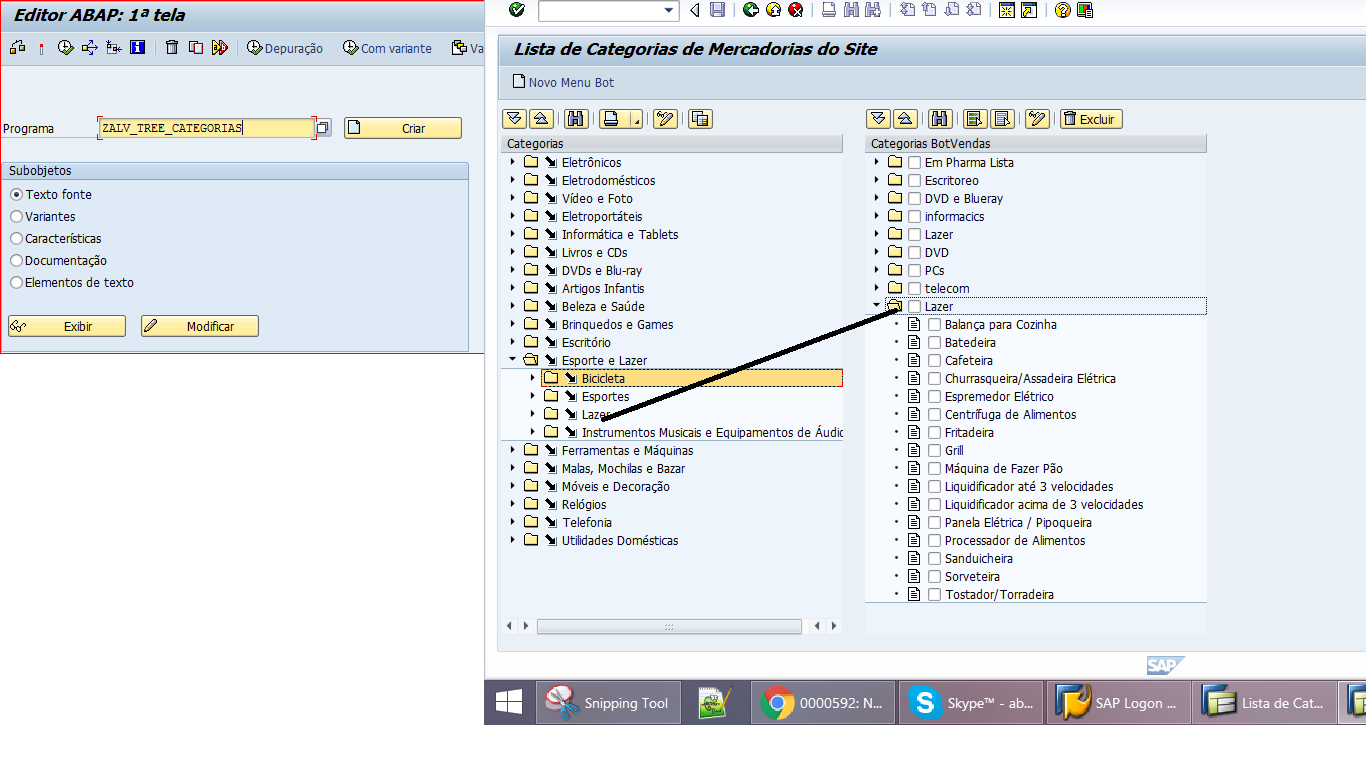 Editor ABAP: 1ª tela
Depuração
Com variante
Va
Programa
ZALV_TREE_CATEGORIAS
Criar
Subobjetos
Texto fonte
Variantes
Características
Documentação
Elementos de texto
Exibir
Modificar
Lista de Categorias de Mercadorias do Site
Novo Menu Bot
Categorias
Eletrônicos
Eletrodomésticos
Vídeo e Foto
Eletroportáteis
Informática e Tablets
Livros e CDs
DVDs e Blu-ray
Artigos Infantis
Beleza e Saúde
Brinquedos e Games
Escritório
Esporte e Lazer
Bicicleta
Esportes
Lazer
Instrumentos Musicais e Equipamentos de Áudio
Ferramentas e Máquinas
Malas, Mochilas e Bazar
Móveis e Decoração
Relógios
Telefonia
Utilidades Domésticas
Excluir
Categorias BotVendas
Em Pharma Lista
Escritoreo
DVD e Blueray
informacics
Lazer
DVD
PCs
telecom
Lazer
Balança para Cozinha
Batedeira
Cafeteira
Churrasqueira/Assadeira Elétrica
Espremedor Elétrico
Centrífuga de Alimentos
Fritadeira
Grill
Máquina de Fazer Pão
Liquidificador até 3 velocidades
Liquidificador acima de 3 velocidades
Panela Elétrica / Pipoqueira
Processador de Alimentos
Sanduicheira
Sorveteira
Tostador/Torradeira
SAP
Snipping Tool
0000592: N...
Skype™ - ab...
SAP Logon ...
Lista de Cat...